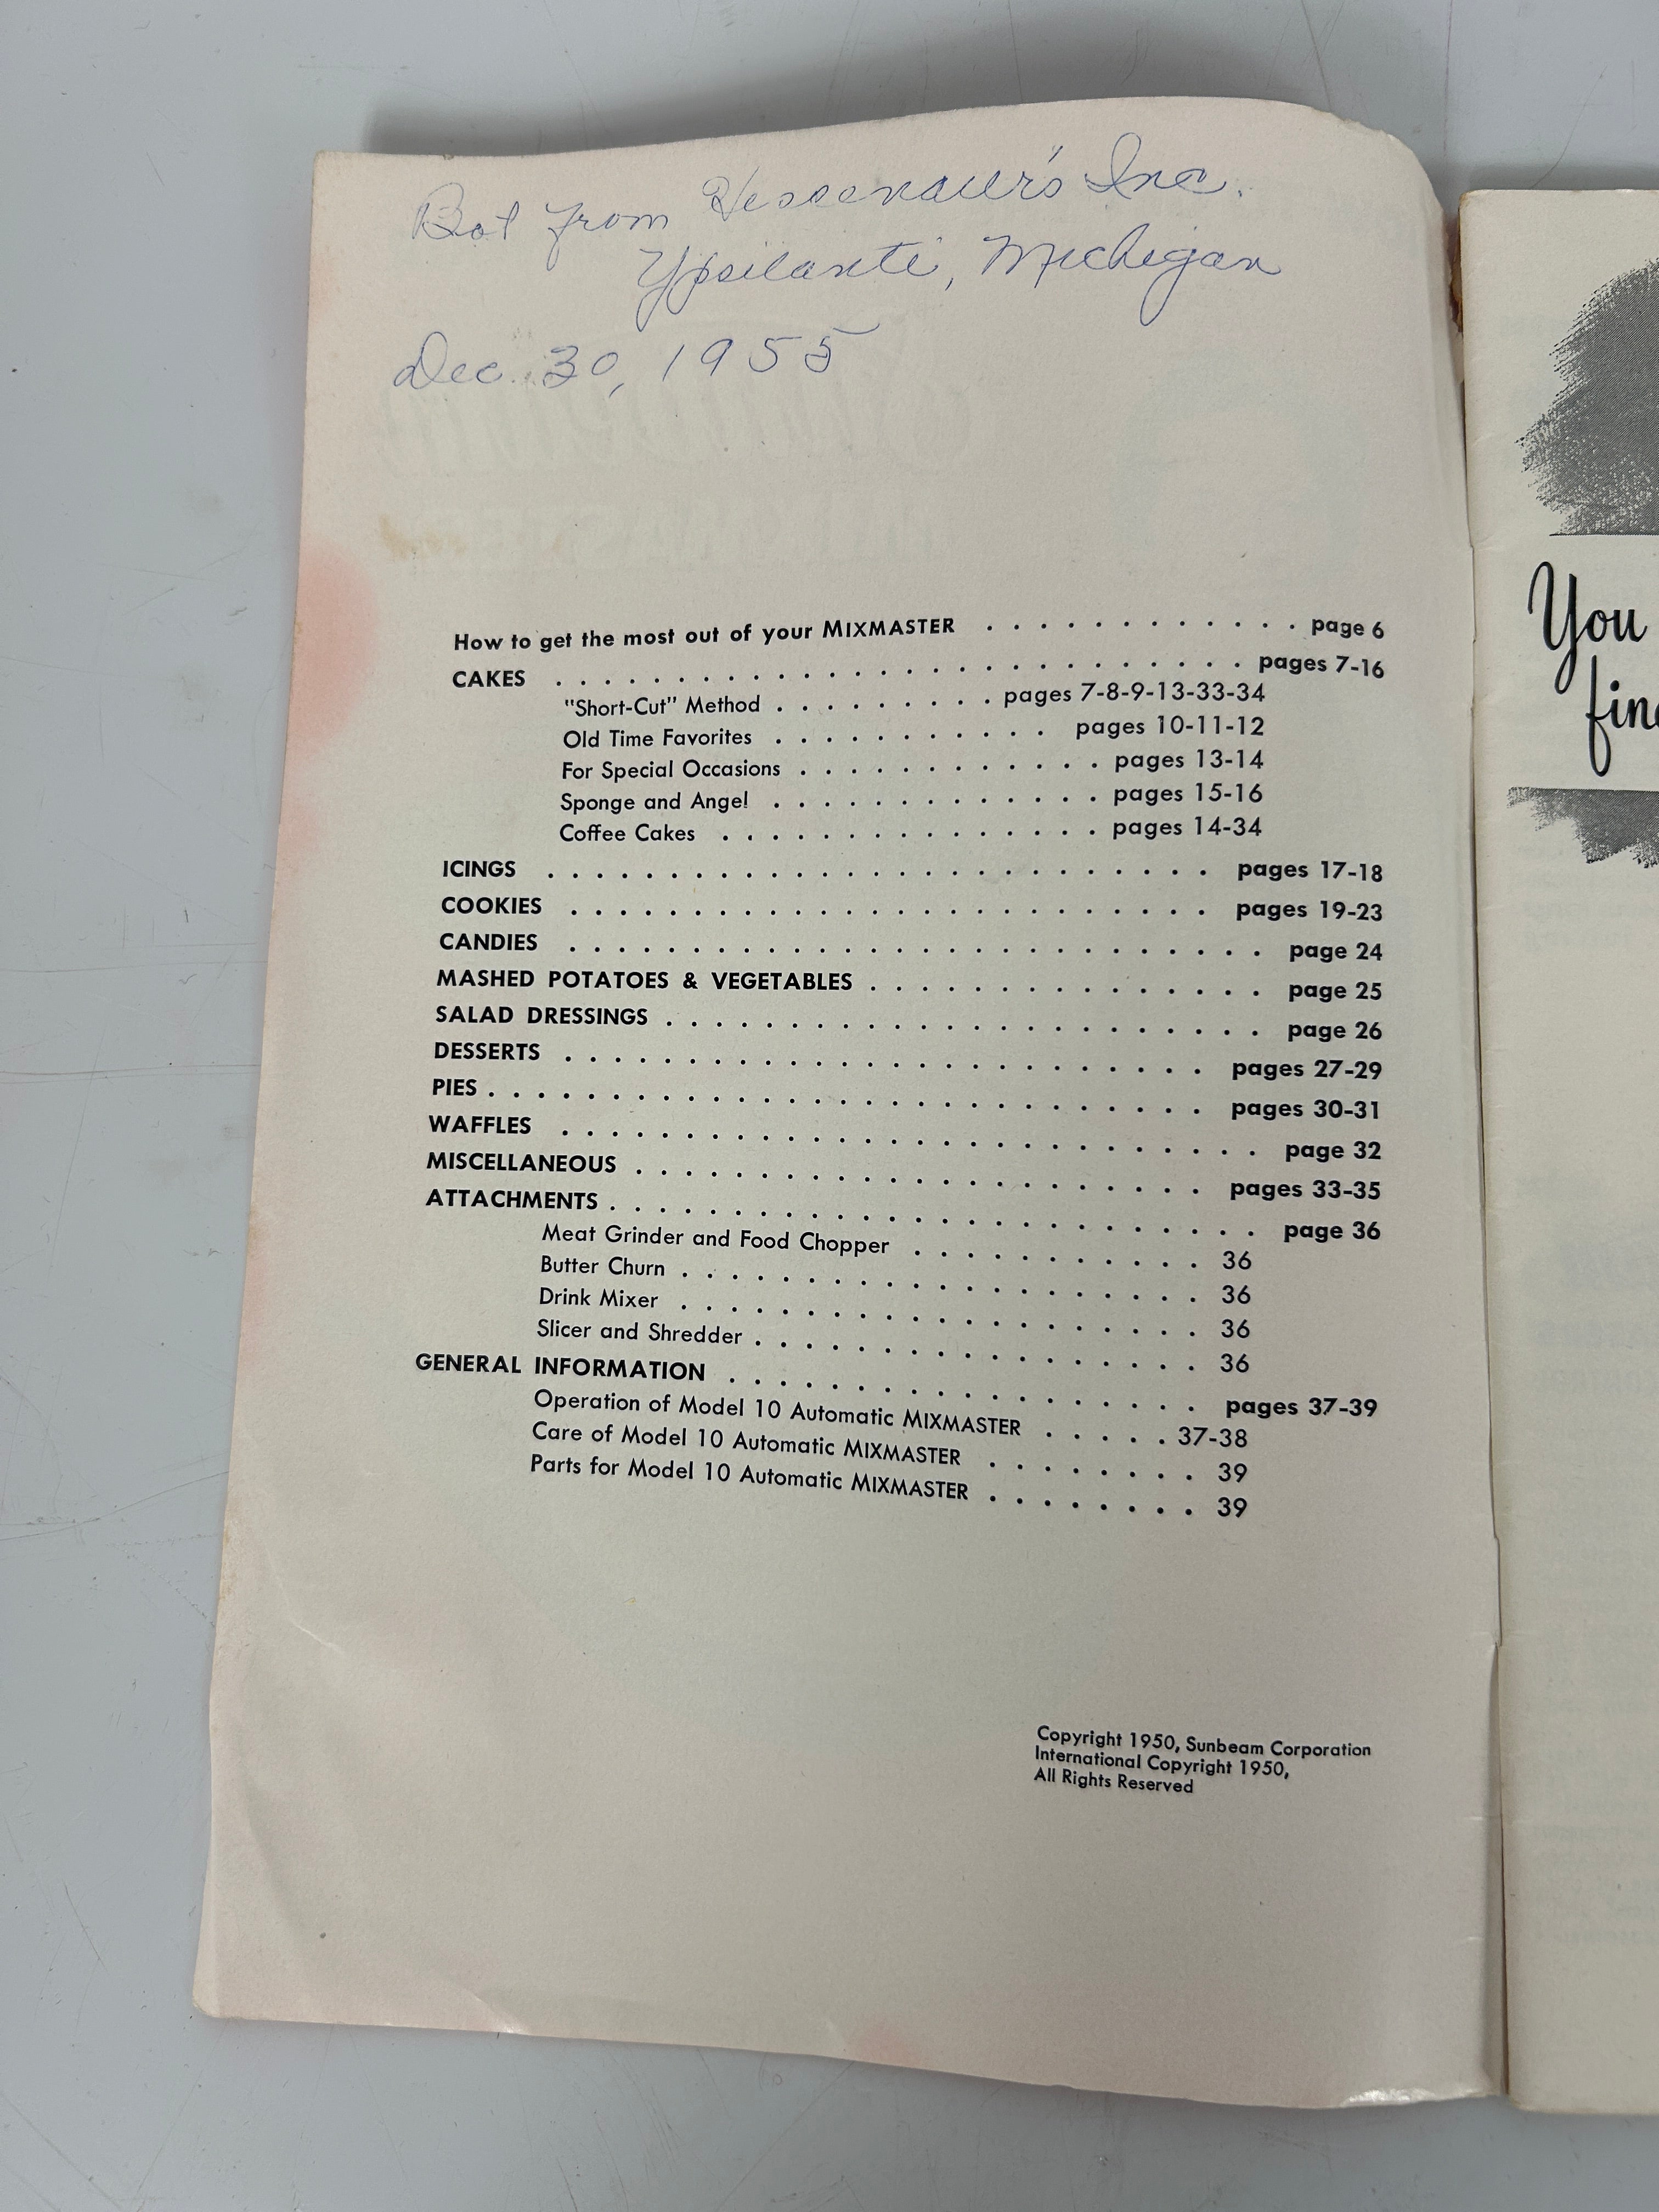 Bot from Hessenaur's Inc.
Ypsilanti, Michigan
Dec. 30, 1955
How to get the most out of your MIXMASTER . . . . . . . . . . . . . page 6
CAKES . . . . . . . . . . . . . . . . . . . . . . . . . pages 7-16
"Short-Cut" Method . . . . . . . . . pages 7-8-9-13-33-34
Old Time Favorites . . . . . . . . . . . pages 10-11-12
For Special Occasions . . . . . . . . . . . . pages 13-14
Sponge and Angel . . . . . . . . . . . . . pages 15-16
Coffee Cakes . . . . . . . . . . . . . . . pages 14-34
ICINGS . . . . . . . . . . . . . . . . . . . . . . . . pages 17-18
COOKIES . . . . . . . . . . . . . . . . . . . . . . . pages 19-23
CANDIES . . . . . . . . . . . . . . . . . . . . . . . . page 24
MASHED POTATOES & VEGETABLES . . . . . . . . . . . . . . . page 25
SALAD DRESSINGS . . . . . . . . . . . . . . . . . . . . . page 26
DESSERTS . . . . . . . . . . . . . . . . . . . . . . . pages 27-29
PIES . . . . . . . . . . . . . . . . . . . . . . . . . pages 30-31
WAFFLES . . . . . . . . . . . . . . . . . . . . . . . . page 32
MISCELLANEOUS . . . . . . . . . . . . . . . . . . . . pages 33-35
ATTACHMENTS . . . . . . . . . . . . . . . . . . . . . . page 36
Meat Grinder and Food Chopper . . . . . . . . . . . 36
Butter Churn . . . . . . . . . . . . . . . . . . 36
Drink Mixer . . . . . . . . . . . . . . . . . . 36
Slicer and Shredder . . . . . . . . . . . . . . . 36
GENERAL INFORMATION . . . . . . . . . . . . . . . . pages 37-39
Operation of Model 10 Automatic MIXMASTER . . . . . 37-38
Care of Model 10 Automatic MIXMASTER . . . . . . . . 39
Parts for Model 10 Automatic MIXMASTER . . . . . . . . 39
Copyright 1950, Sunbeam Corporation
International Copyright 1950,
All Rights Reserved
You